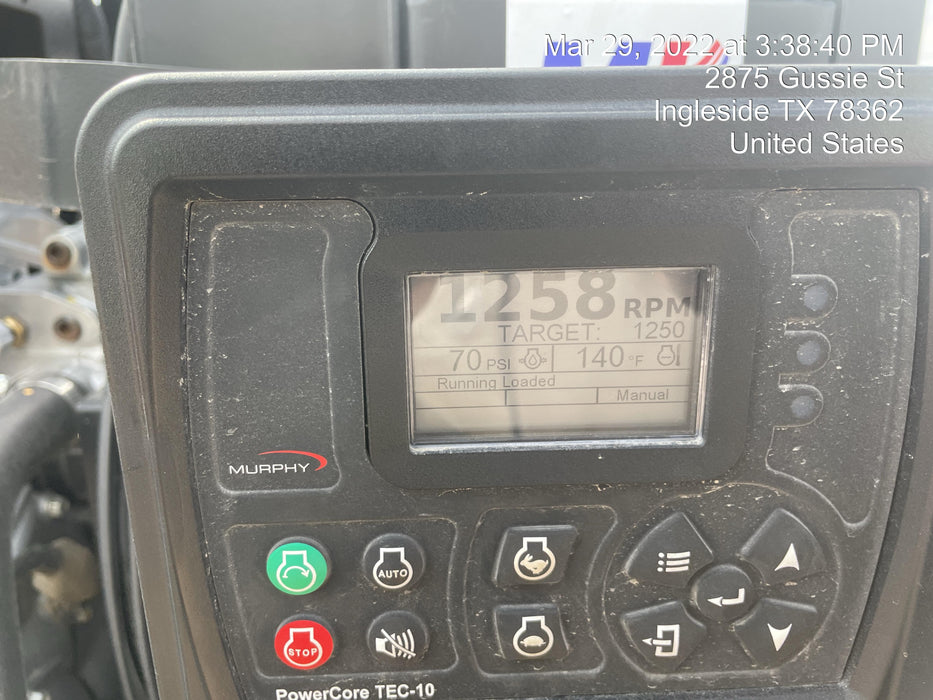 Mar 29, 2022 at 3:38:40 PM
2875 Gussie St
Ingleside TX 78362
United States
1258 RPM
TARGET: 1250
70 PSI 140 °F
Running Loaded
Manual
MURPHY
AUTO
STOP
PowerCore TEC-10